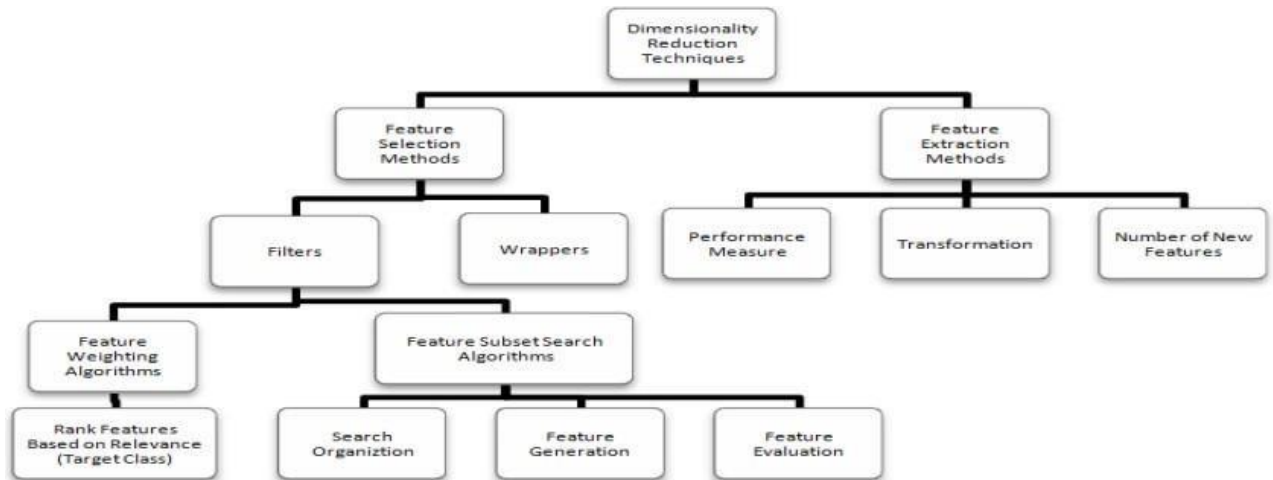 Dimensionality
Reduction
Techniques
Feature
Selection
Methods
Feature
Extraction
Methods
Filters
Wrappers
Performance
Measure
Transformation
Number of New
Features
Feature
Weighting
Algorithms
Feature Subset Search
Algorithms
Rank Features
Based on Relevance
(Target Class)
Search
Organiztion
Feature
Generation
Feature
Evaluation